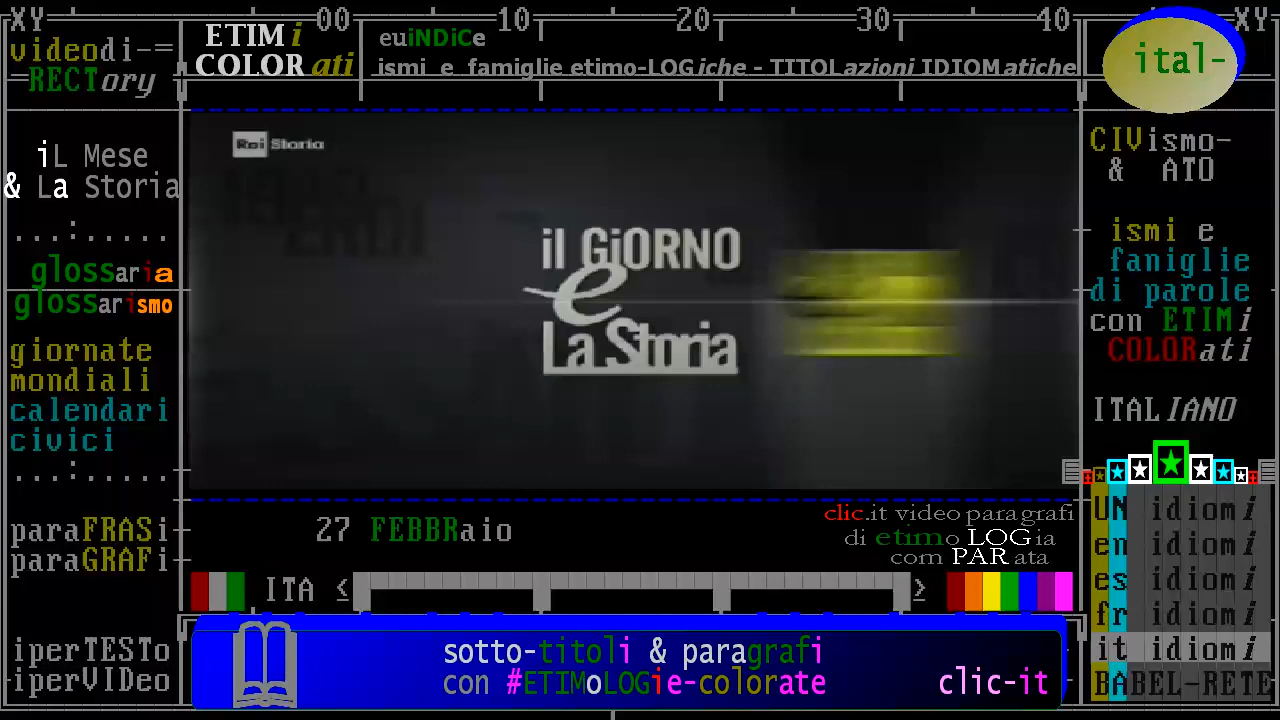 XY 00 10 20 30 40 XY
videodi-=
=RECTory
ETIMi
COLORati
euiNDiCe
ismi e famiglie etimo-LOGiche - TITOLazioni IDIOMatiche
ital-
iL Mese
& La Storia
...:.....
glossaria
glossarismo
giornate
mondiali
calendari
civici
...:.....
paraFRASi
paraGRAFi
iperTESTo
iperVIDeo
Rai Storia
il GiORNO
e
La Storia
27 FEBBRaio
clic.it video paragrafi
di etimo LOGia
com PARata
ITA < >
sotto-titoli & paragrafi
con #ETIMoLOGie-colorate
clic-it
CIVismo-
& ATO
ismi e
famiglie
di parole
con ETIMi
COLORati
ITALIANO
UN idiomi
en idiomi
es idiomi
fr idiomi
it idiomi
BABEL-RETE